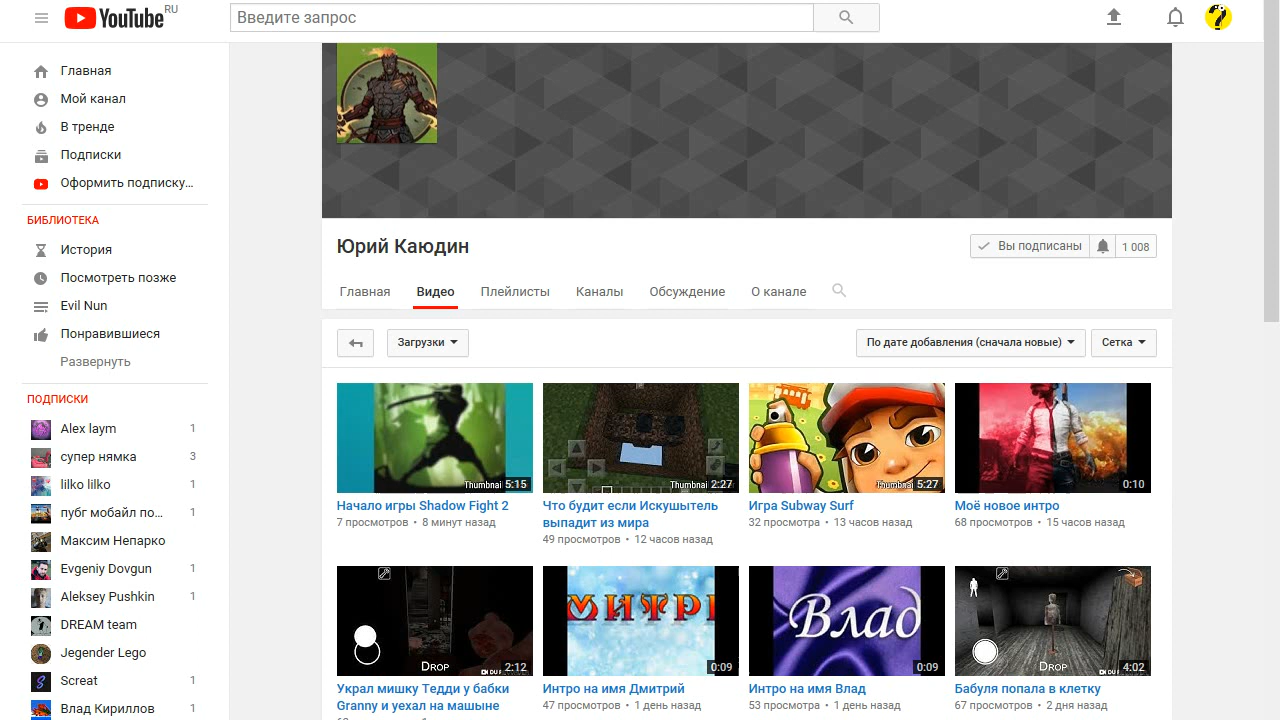 YouTube RU
Введите запрос
Главная
Мой канал
В тренде
Подписки
Оформить подписку...
БИБЛИОТЕКА
История
Посмотреть позже
Evil Nun
Понравившиеся
Развернуть
ПОДПИСКИ
Alex laym 1
супер нямка 3
lilko lilko 1
пубг мобайл по... 1
Максим Непарко
Evgeniy Dovgun 1
Aleksey Pushkin 1
DREAM team
Jegender Lego
Screat 1
Влад Кириллов 1
Юрий Каюдин
Вы подписаны 1 008
Главная Видео Плейлисты Каналы Обсуждение О канале
Загрузки По дате добавления (сначала новые) Сетка
Thumbnai 5:15
Начало игры Shadow Fight 2
7 просмотров • 8 минут назад
Thumbnai 2:27
Что будит если Искушытель
выпадит из мира
49 просмотров • 12 часов назад
Thumbnai 5:27
Игра Subway Surf
32 просмотра • 13 часов назад
0:10
Моё новое интро
68 просмотров • 15 часов назад
DROP 2:12
Украл мишку Тедди у бабки
Granny и уехал на машыне
МИТРИ
0:09
Интро на имя Дмитрий
47 просмотров • 1 день назад
Влад
0:09
Интро на имя Влад
53 просмотра • 1 день назад
DROP 4:02
Бабуля попала в клетку
67 просмотров • 2 дня назад